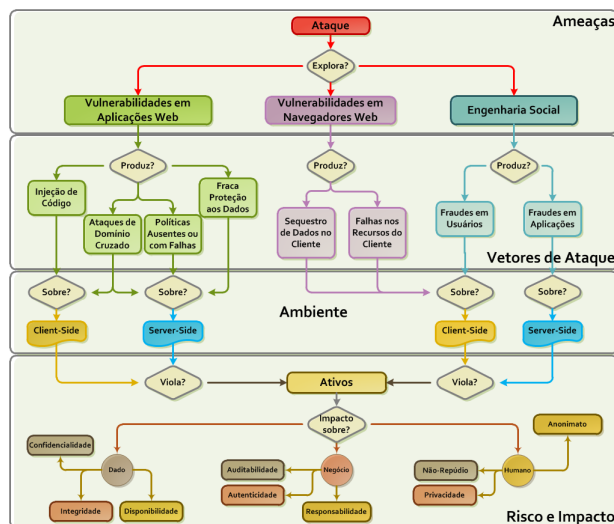 Ameaças
Ataque
Explora?
Vulnerabilidades em
Aplicações Web
Vulnerabilidades em
Navegadores Web
Engenharia Social
Produz?
Produz?
Produz?
Injeção de
Código
Ataques de
Domínio
Cruzado
Políticas
Ausentes ou
com Falhas
Fraca
Proteção
aos Dados
Sequestro
de Dados no
Cliente
Falhas nos
Recursos do
Cliente
Fraudes em
Usuários
Fraudes em
Aplicações
Vetores de Ataque
Sobre?
Sobre?
Ambiente
Sobre?
Sobre?
Client-Side
Server-Side
Client-Side
Server-Side
Viola?
Ativos
Viola?
Impacto
sobre?
Confidencialidade
Dado
Integridade
Disponibilidade
Auditabilidade
Negócio
Autenticidade
Responsabilidade
Anonimato
Não-Repúdio
Humano
Privacidade
Risco e Impacto